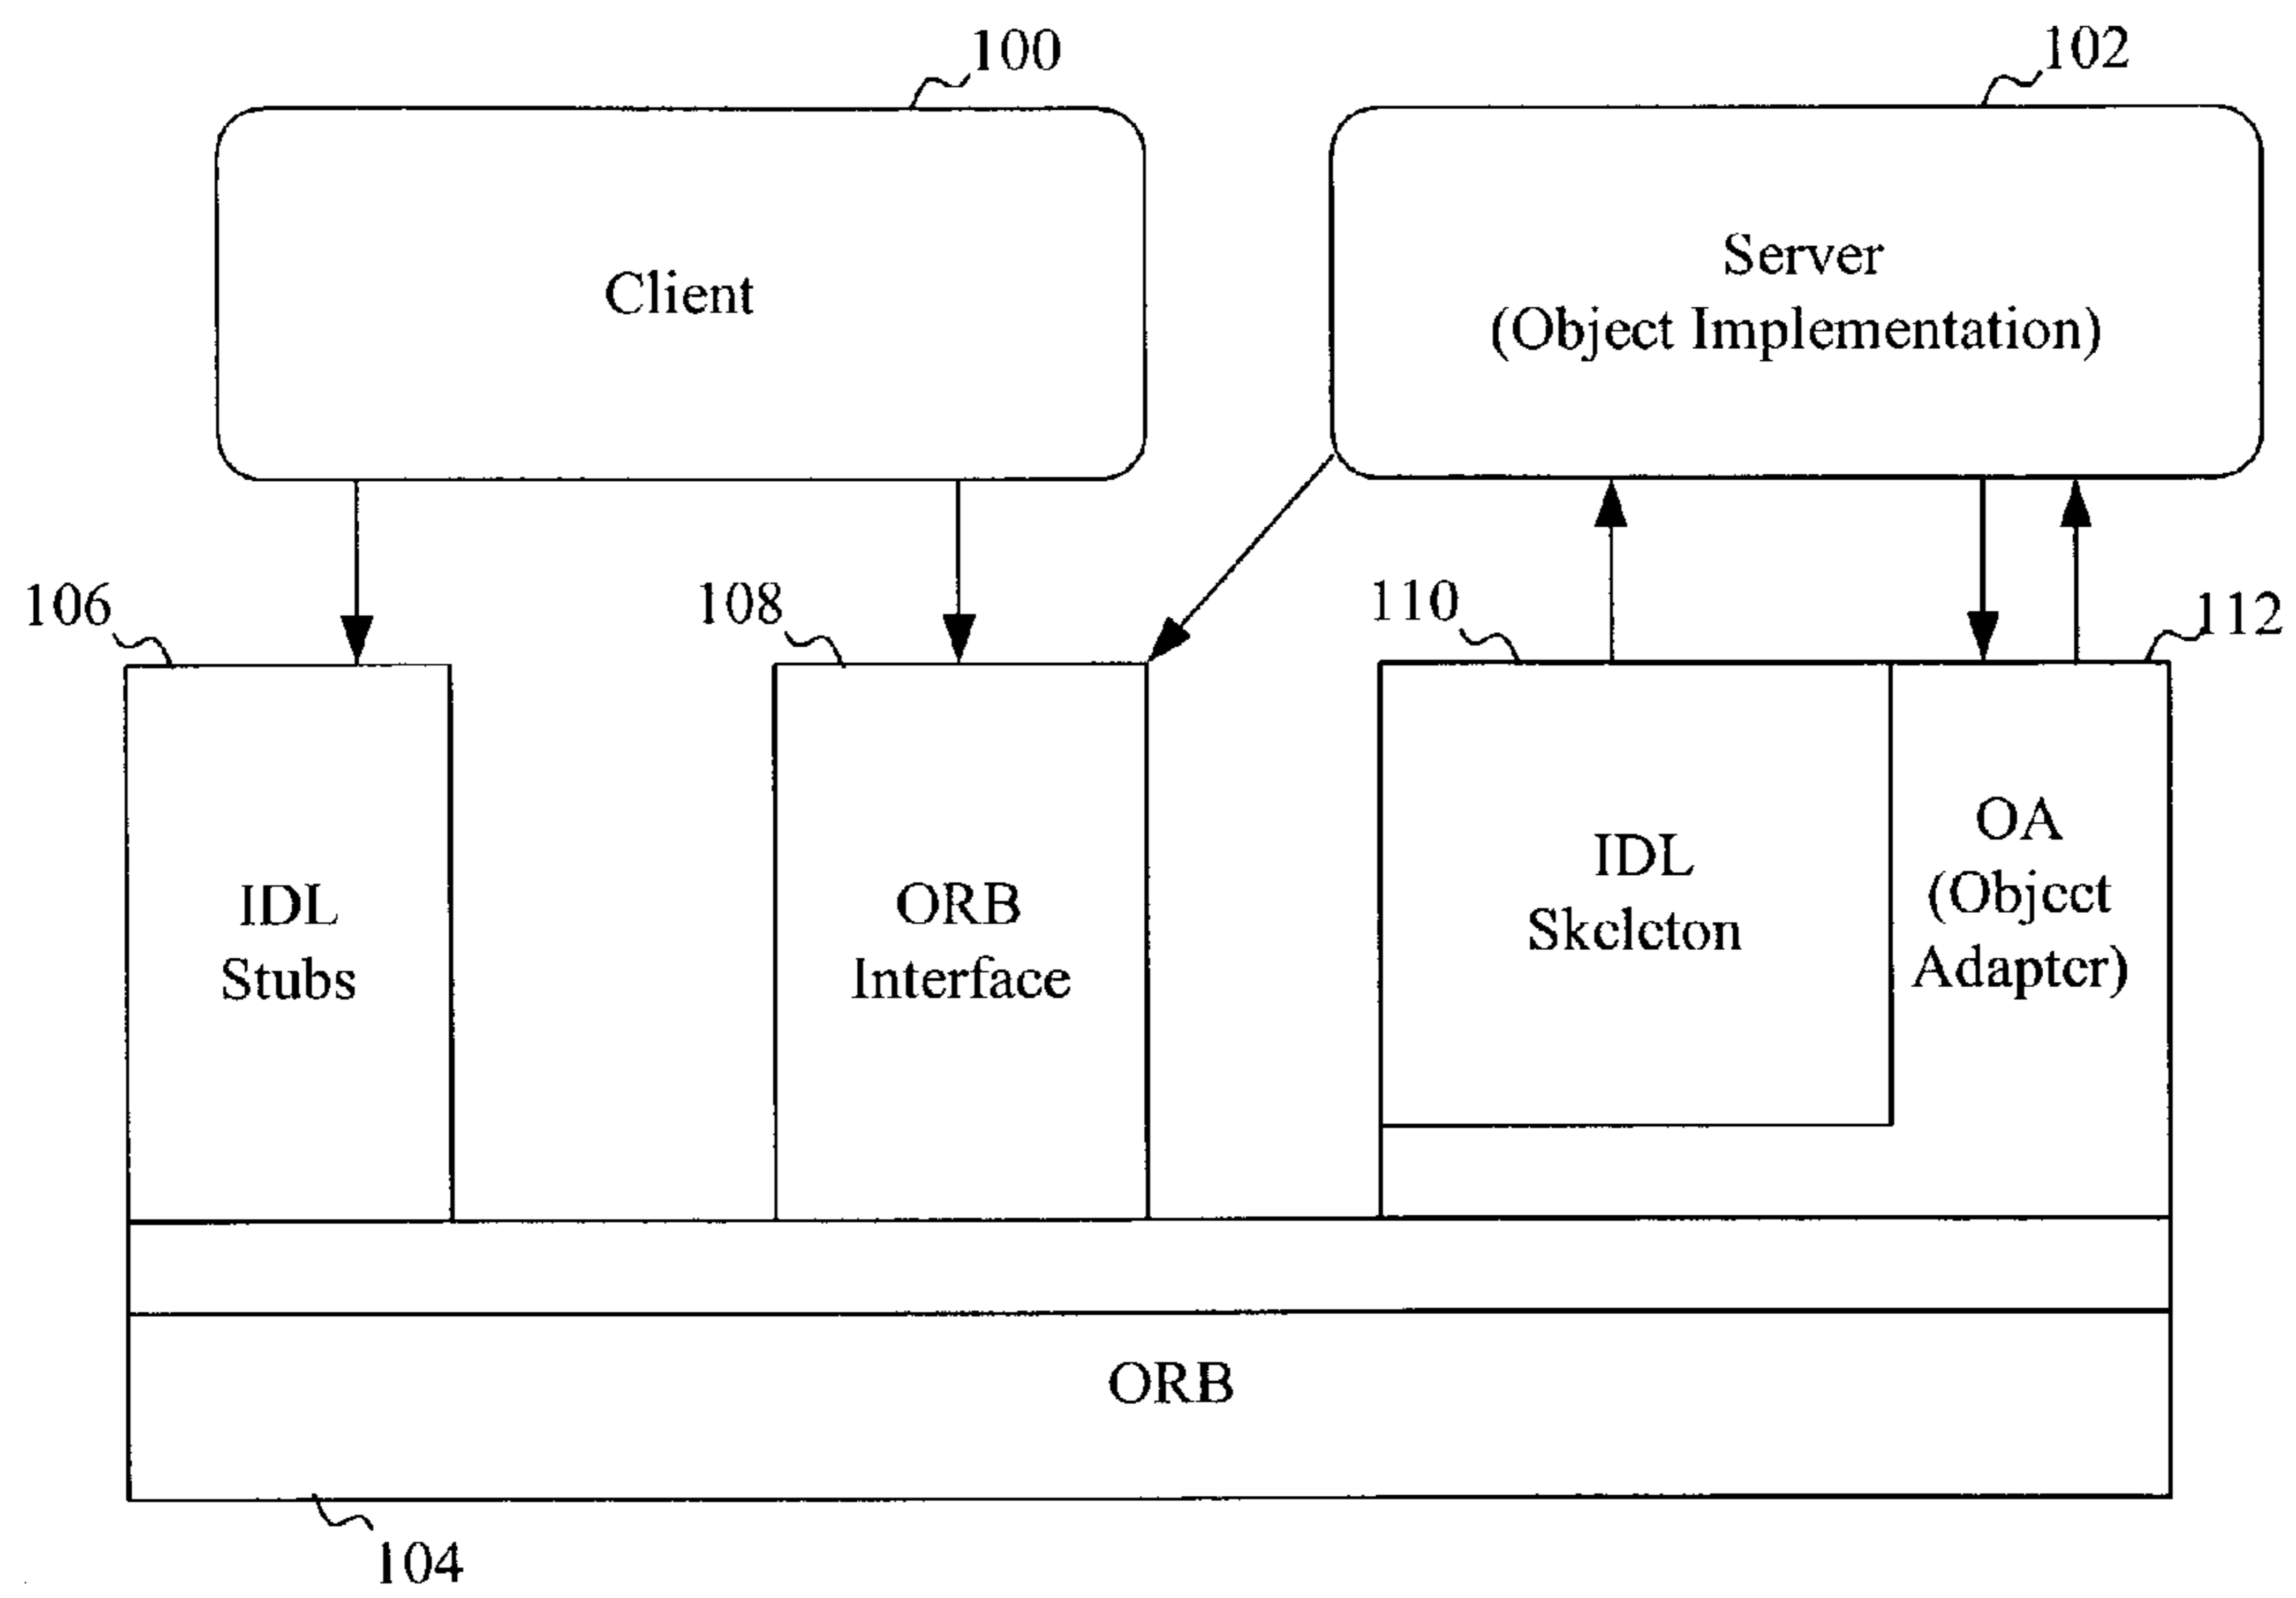 100
102
Client
Server
(Object Implementation)
106
108
110
112
IDL
Stubs
ORB
Interface
IDL
Skeleton
OA
(Object
Adapter)
ORB
104